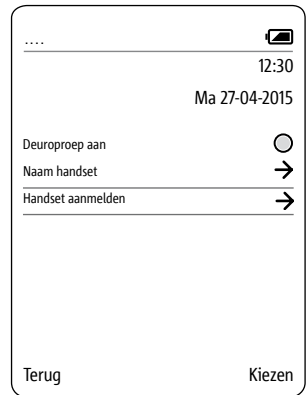 ....
12:30
Ma 27-04-2015
Deuroproep aan
Naam handset
Handset aanmelden
Terug Kiezen